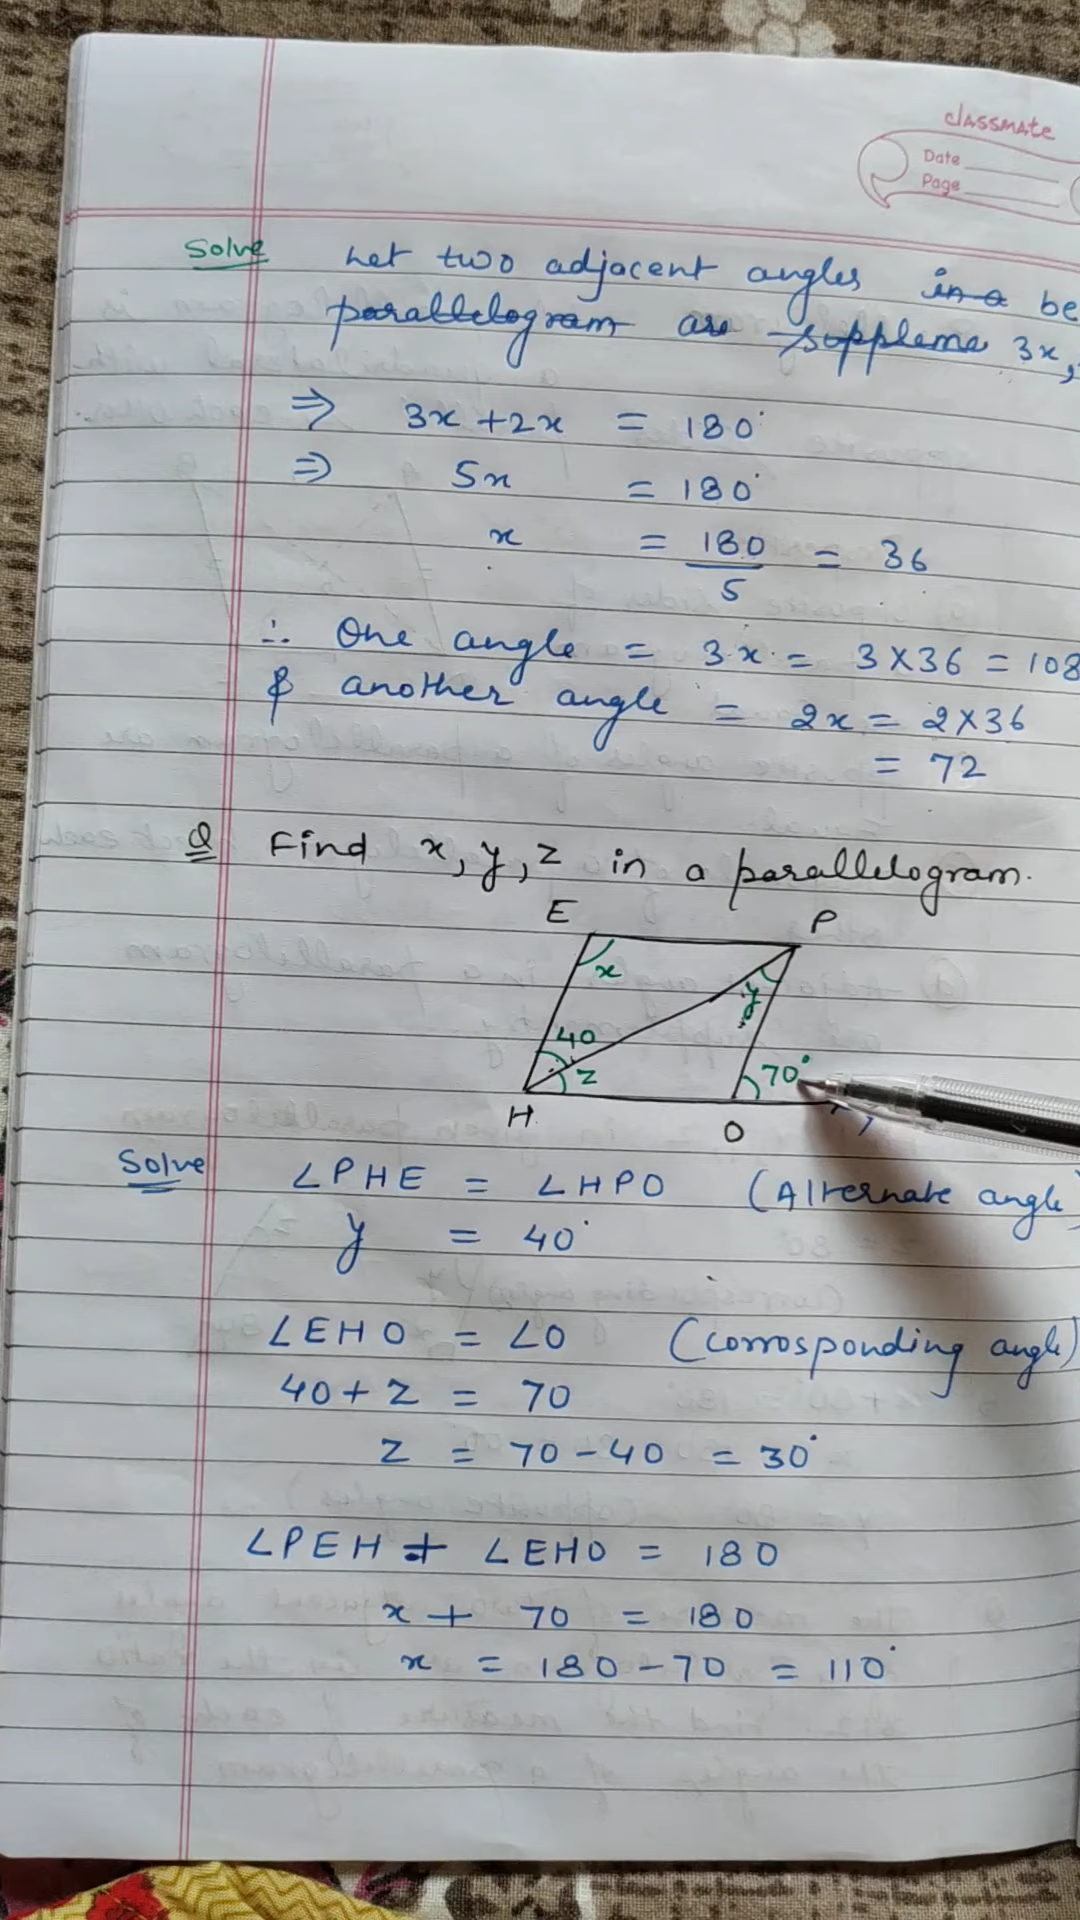 classmate
Date
Page
Solve Let two adjacent angles in a be
parallelogram are suppleme 3x,
⇒ 3x + 2x = 180°
⇒ 5x = 180°
x = 180/5 = 36
∴ One angle = 3x = 3×36 = 108
& another angle = 2x = 2×36
= 72
Q Find x, y, z in a parallelogram.
E P
x
y
40
z 70°
H O
Solve ∠PHE = ∠HPO (Alternate angle)
y = 40°
∠EHO = ∠O (Corrosponding angle)
40 + z = 70
z = 70 - 40 = 30°
∠PEH + ∠EHO = 180
x + 70 = 180
x = 180 - 70 = 110°